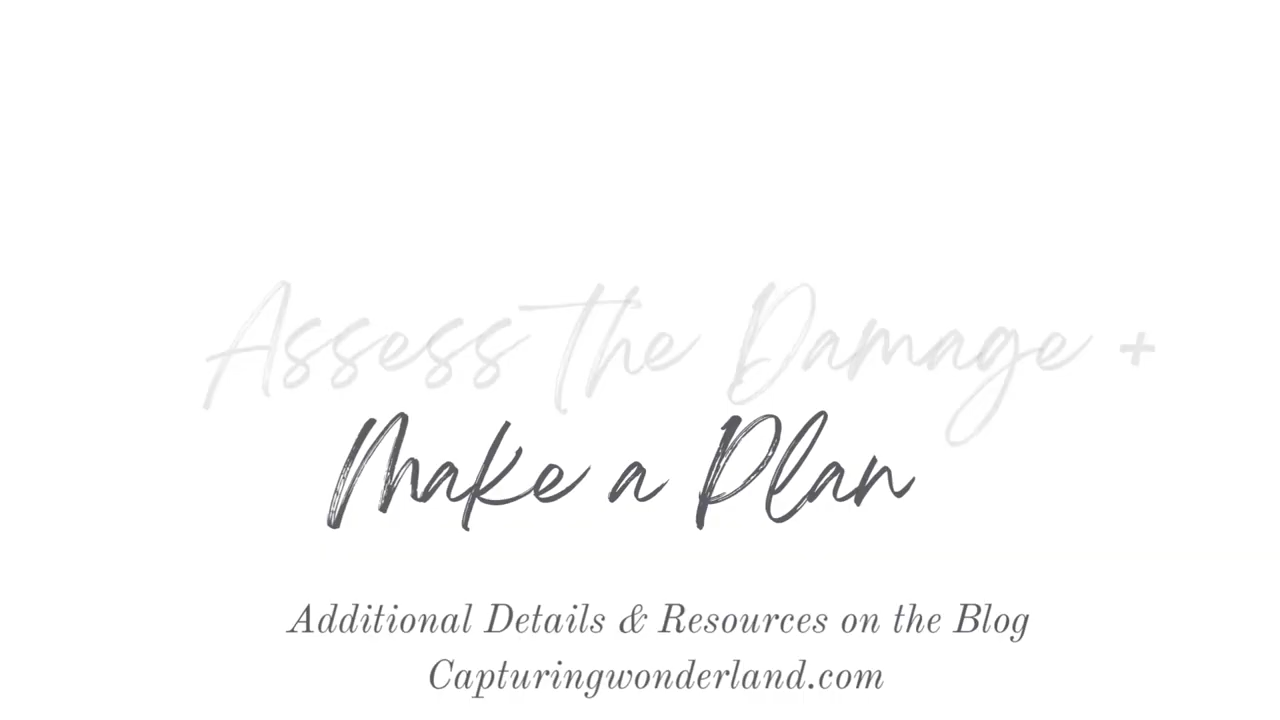 Assess the Damage +
Make a Plan
Additional Details & Resources on the Blog
Capturingwonderland.com